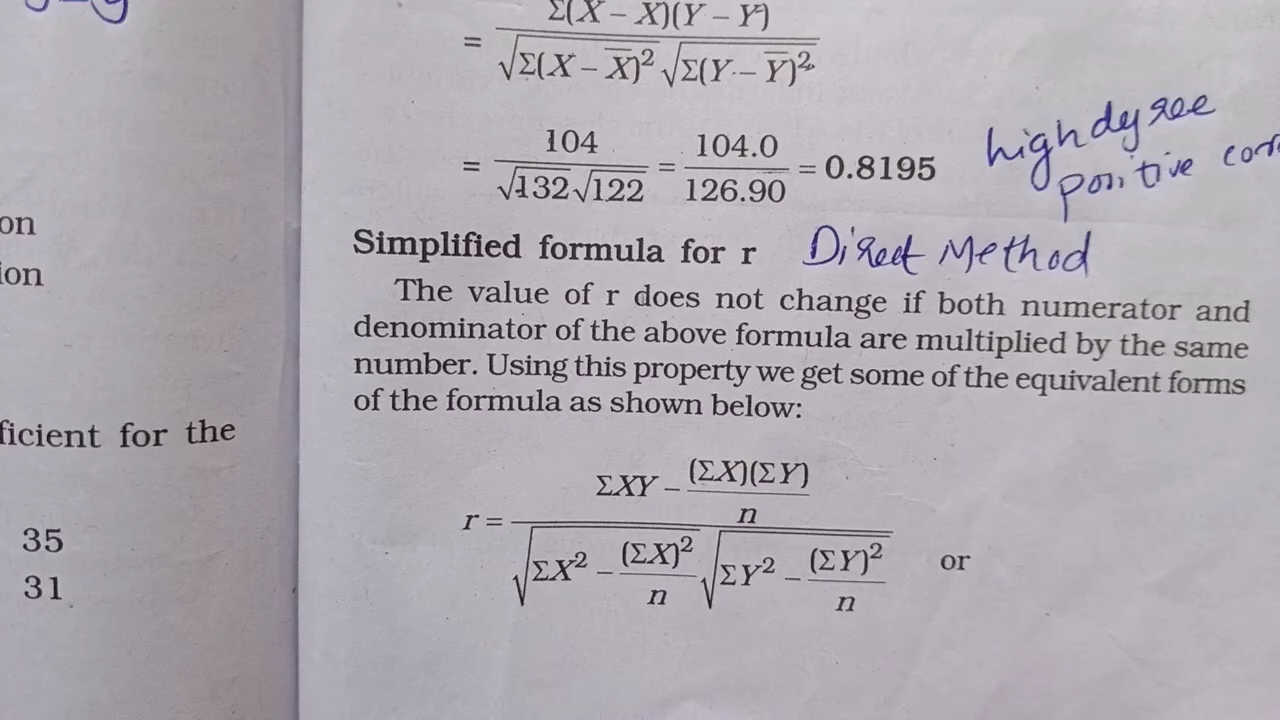 on
ion
ficient for the
35
31
= Σ(X – X)(Y – Y) / √Σ(X – X̅)² √Σ(Y – Y̅)²
= 104 / √132 √122 = 104.0 / 126.90 = 0.8195
high degree
positive corr
Simplified formula for r Direct Method
The value of r does not change if both numerator and
denominator of the above formula are multiplied by the same
number. Using this property we get some of the equivalent forms
of the formula as shown below:
r = ΣXY – (ΣX)(ΣY) / n / √ΣX² – (ΣX)² / n √ΣY² – (ΣY)² / n or